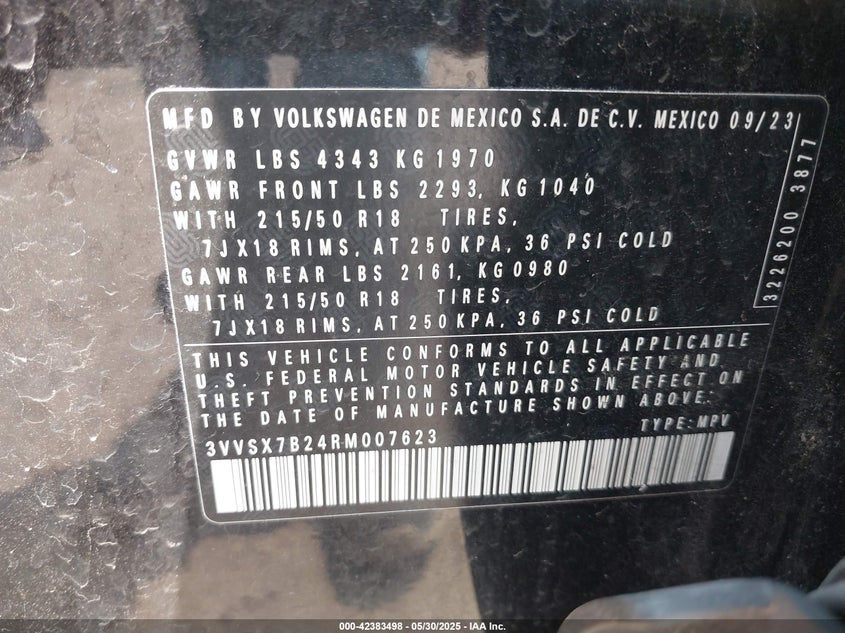 MFD BY VOLKSWAGEN DE MEXICO S.A. DE C.V. MEXICO 09/23
GVWR LBS 4343 KG 1970
GAWR FRONT LBS 2293, KG 1040
WITH 215/50 R18 TIRES,
7JX18 RIMS, AT 250 KPA, 36 PSI COLD
GAWR REAR LBS 2161, KG0980
WITH 215/50 R18 TIRES,
7JX18 RIMS, AT 250 KPA, 36 PSI COLD
3226200 3877
THIS VEHICLE CONFORMS TO ALL APPLICABLE
U.S. FEDERAL MOTOR VEHICLE SAFETY AND
THEFT PREVENTION STANDARDS IN EFFECT ON
THE DATE OF MANUFACTURE SHOWN ABOVE.
TYPE: MPV
3VVSX7B24RM007623
000-42383498 - 05/30/2025 - IAA Inc.